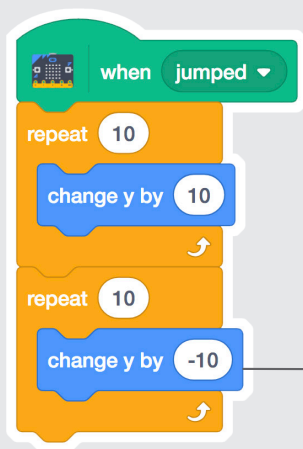 when jumped
repeat 10
change y by 10
repeat 10
change y by -10